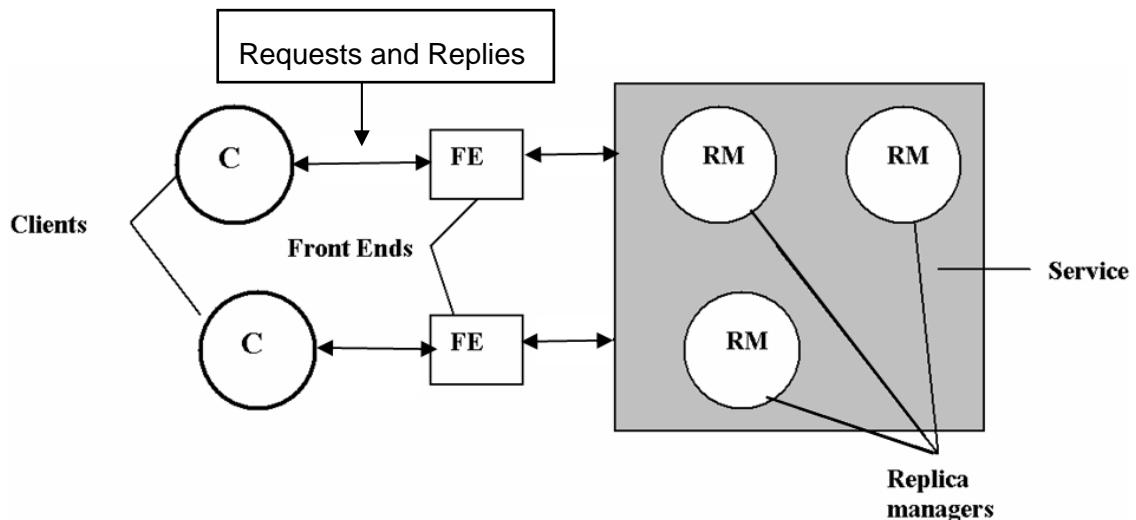 Requests and Replies
C
FE
RM
RM
Clients
Front Ends
Service
C
FE
RM
Replica
managers